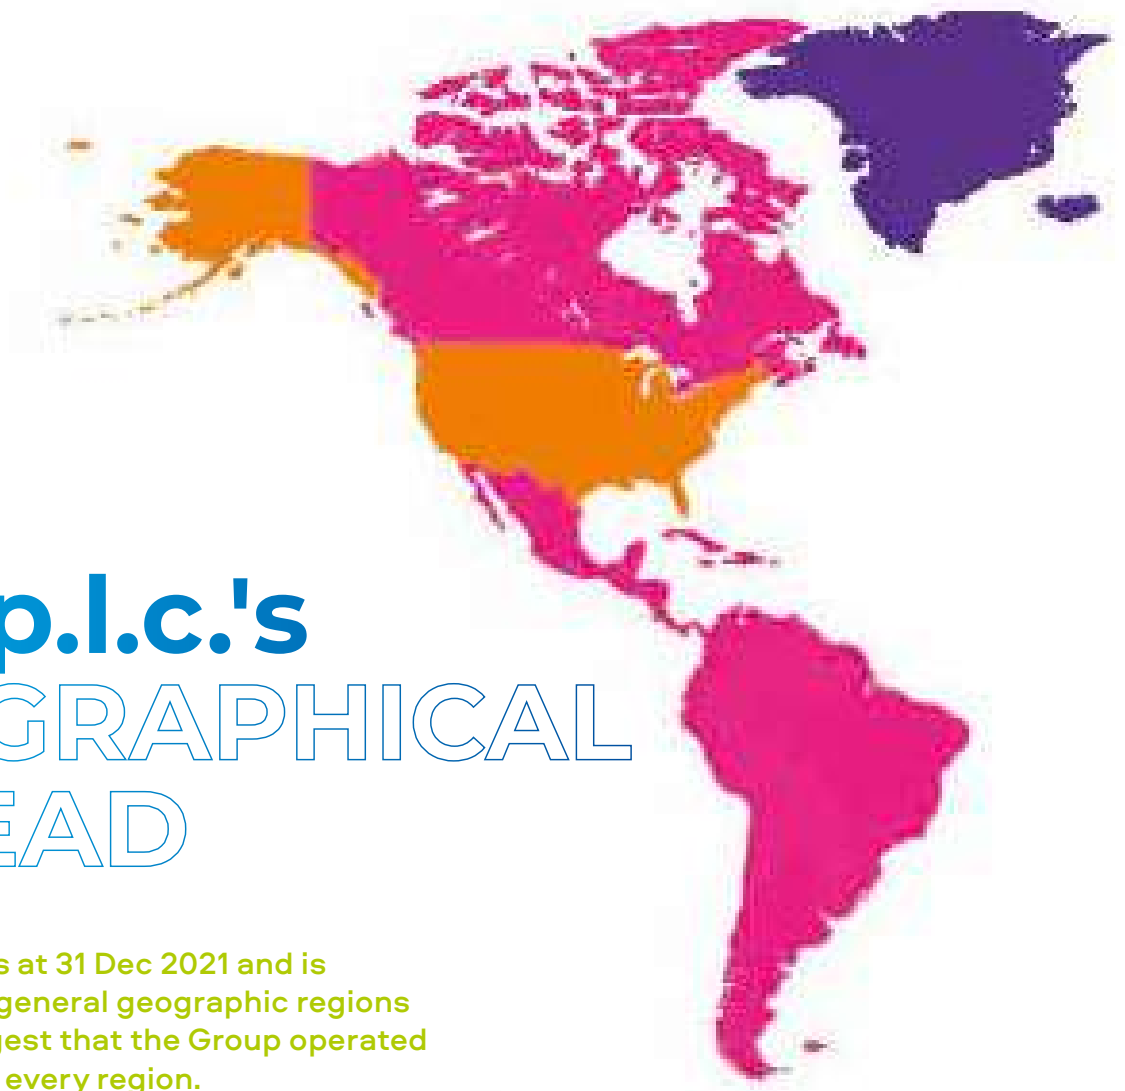 p.l.c.'s
GRAPHICAL
EAD
s at 31 Dec 2021 and is
general geographic regions
gest that the Group operated
every region.